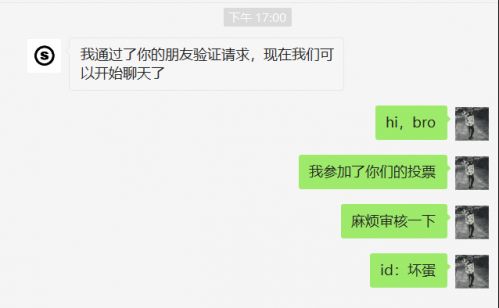 下午 17:00
S
我通过了你的朋友验证请求，现在我们可
以开始聊天了
hi，bro
我参加了你们的投票
麻烦审核一下
id：坏蛋